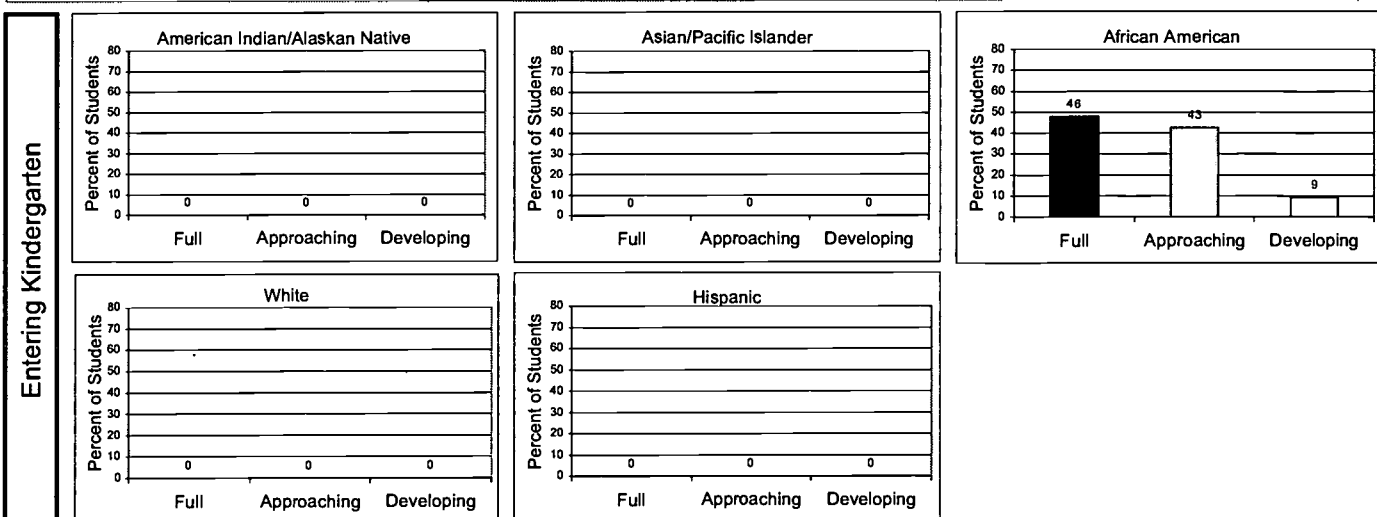 Entering Kindergarten
American Indian/Alaskan Native
Percent of Students
80
70
60
50
40
30
20
10
0
0 0 0
Full Approaching Developing
Asian/Pacific Islander
Percent of Students
80
70
60
50
40
30
20
10
0
0 0 0
Full Approaching Developing
African American
Percent of Students
80
70
60
50
40
30
20
10
0
46 43 9
Full Approaching Developing
White
Percent of Students
80
70
60
50
40
30
20
10
0
0 0 0
Full Approaching Developing
Hispanic
Percent of Students
80
70
60
50
40
30
20
10
0
0 0 0
Full Approaching Developing